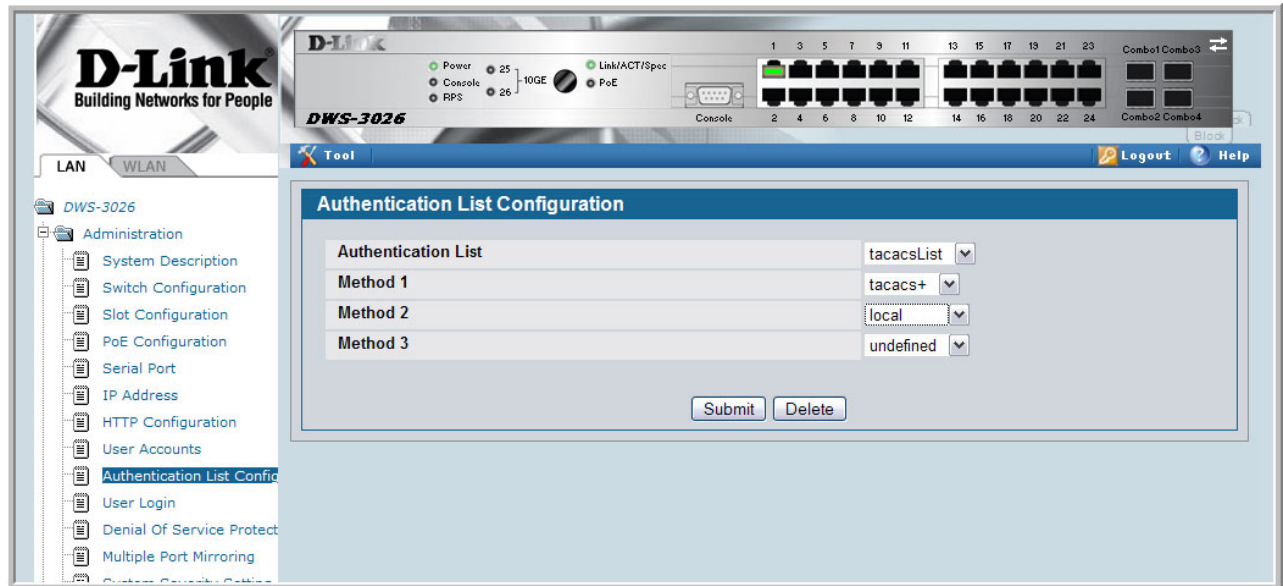 D-Link
Building Networks for People
LAN
WLAN
D-Link
Power
Console
RPS
25
26
10GE
Link/ACT/Spec
PoE
DWS-3026
Console
1 3 5 7 9 11 13 15 17 19 21 23
2 4 6 8 10 12 14 16 18 20 22 24
Combo1 Combo3
Combo2 Combo4
Block
Tool
Logout
Help
DWS-3026
Administration
System Description
Switch Configuration
Slot Configuration
PoE Configuration
Serial Port
IP Address
HTTP Configuration
User Accounts
Authentication List Config
User Login
Denial Of Service Protect
Multiple Port Mirroring
Authentication List Configuration
Authentication List tacacsList
Method 1 tacacs+
Method 2 local
Method 3 undefined
Submit Delete